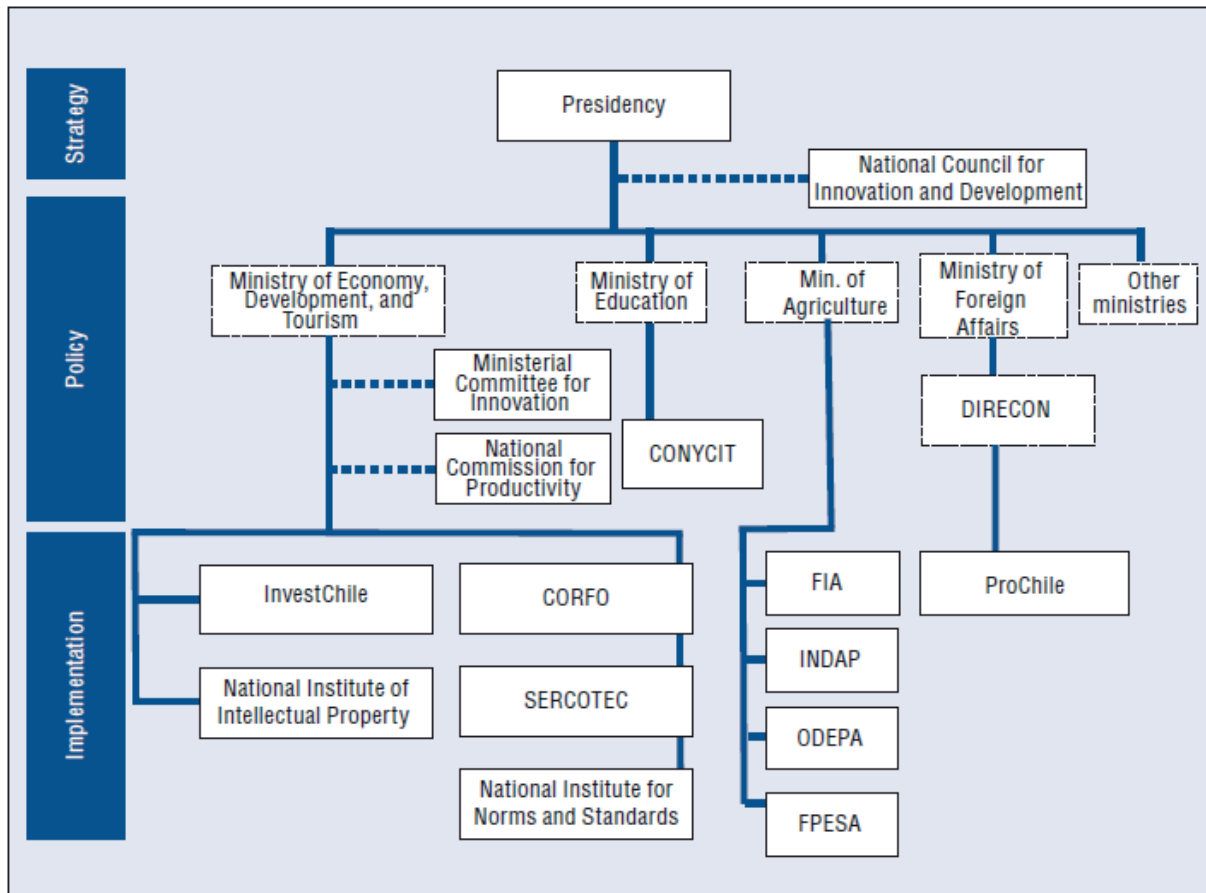 Strategy
Presidency
National Council for
Innovation and Development
Policy
Ministry of Economy,
Development, and
Tourism
Ministry of
Education
Min. of
Agriculture
Ministry of
Foreign
Affairs
Other
ministries
Ministerial
Committee for
Innovation
National
Commission for
Productivity
CONYCIT
DIRECON
Implementation
InvestChile
CORFO
FIA
ProChile
National Institute of
Intellectual Property
SERCOTEC
INDAP
ODEPA
National Institute for
Norms and Standards
FPESA